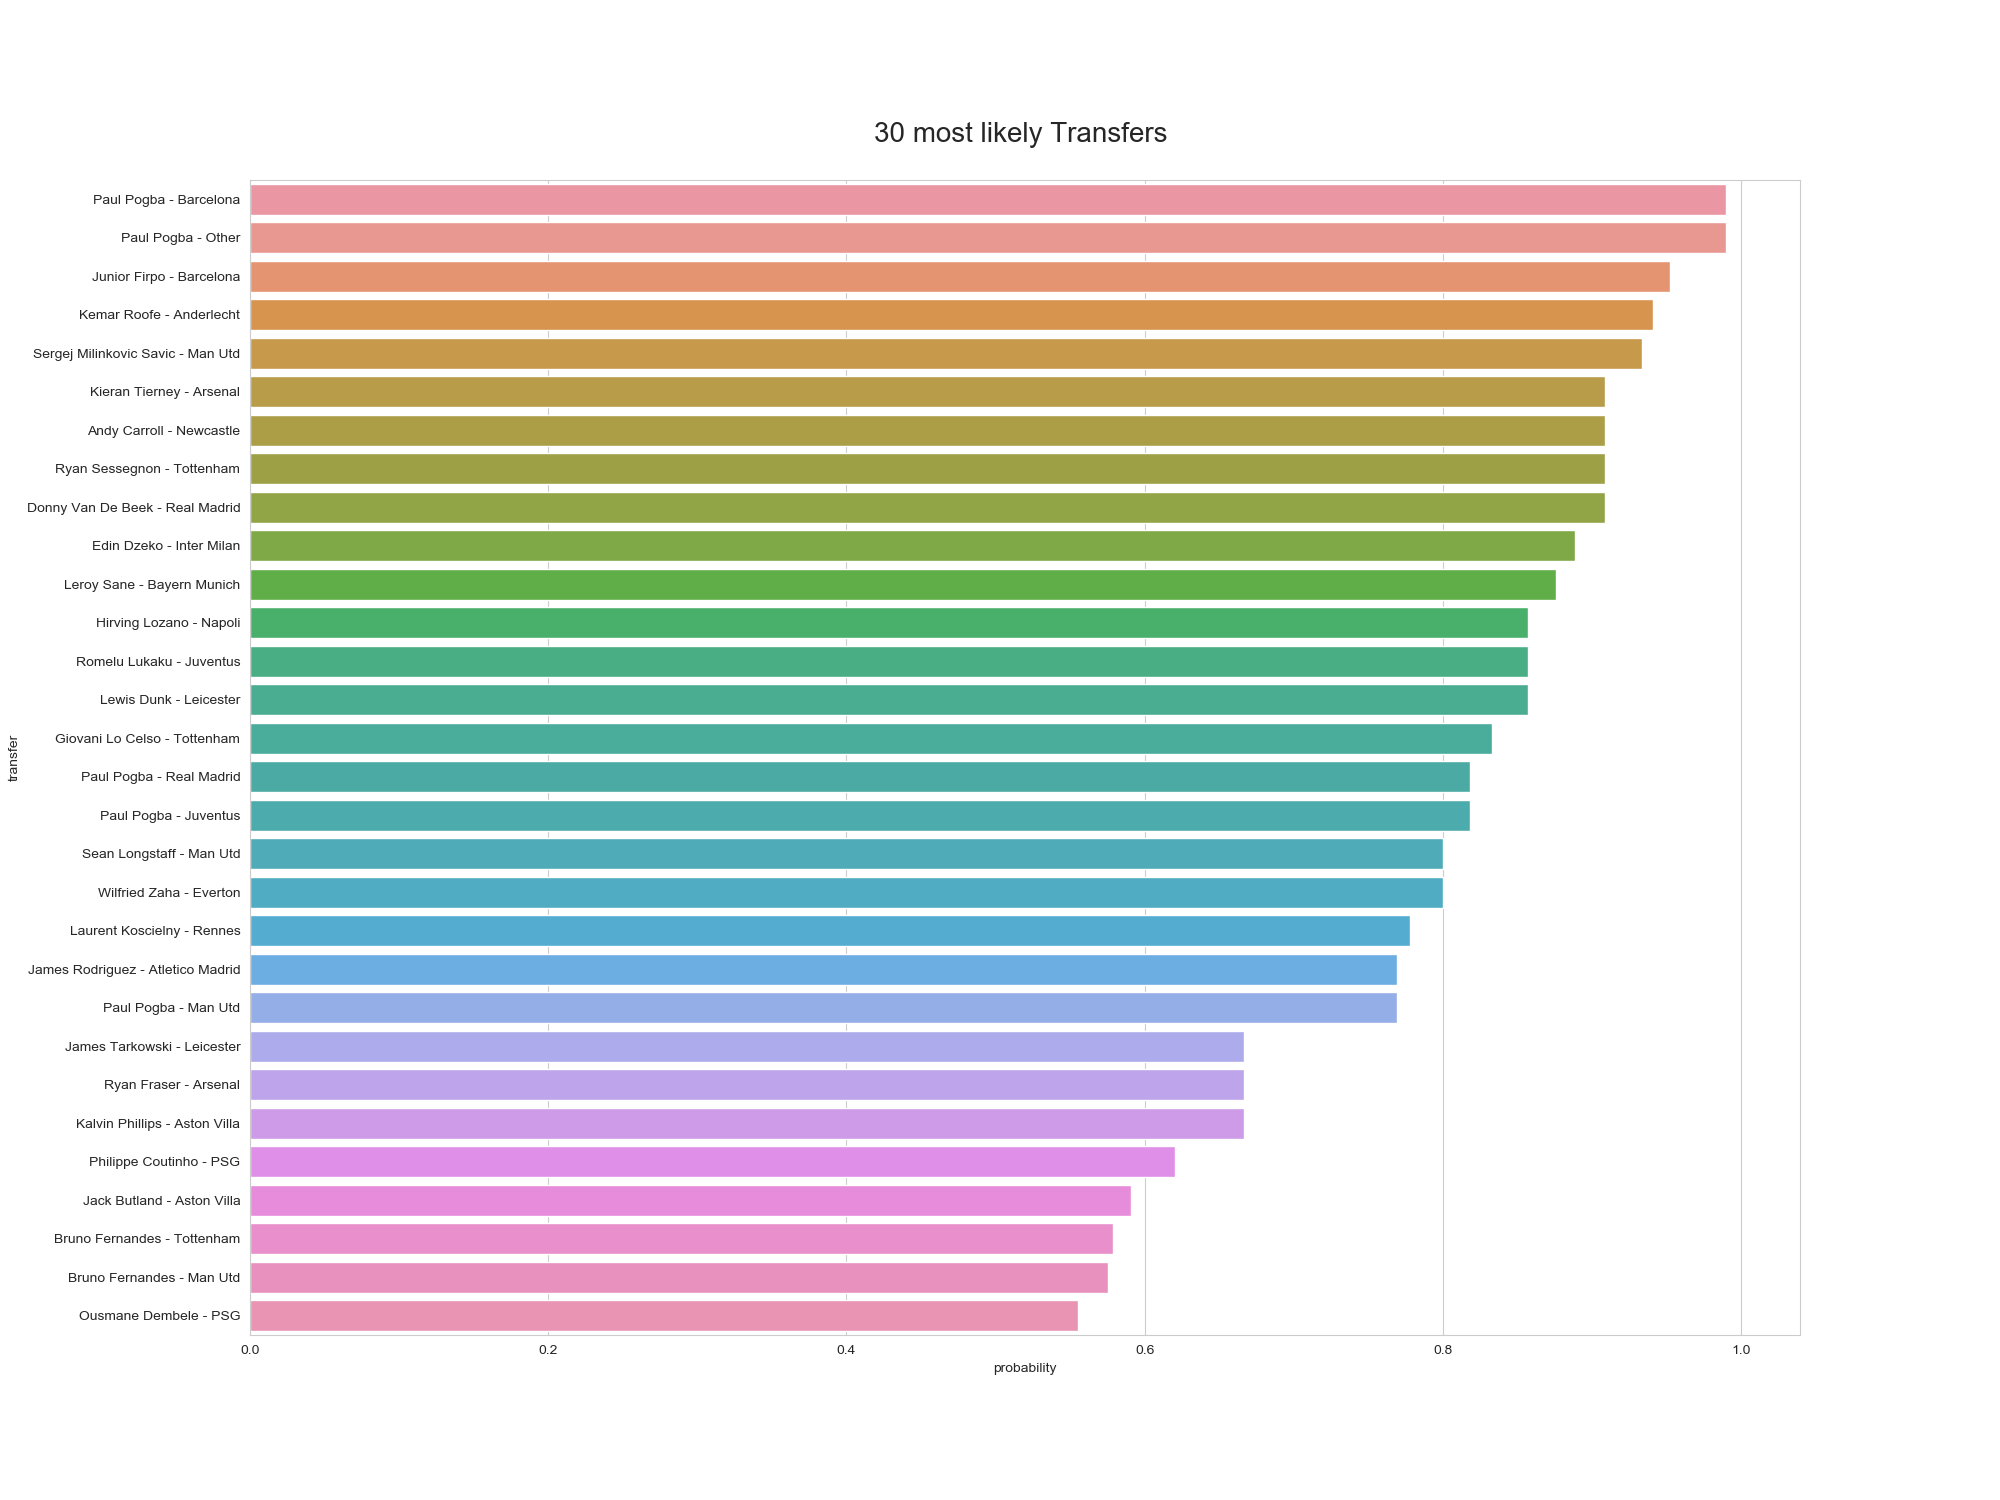 30 most likely Transfers
Paul Pogba - Barcelona
Paul Pogba - Other
Junior Firpo - Barcelona
Kemar Roofe - Anderlecht
Sergej Milinkovic Savic - Man Utd
Kieran Tierney - Arsenal
Andy Carroll - Newcastle
Ryan Sessegnon - Tottenham
Donny Van De Beek - Real Madrid
Edin Dzeko - Inter Milan
Leroy Sane - Bayern Munich
Hirving Lozano - Napoli
Romelu Lukaku - Juventus
Lewis Dunk - Leicester
Giovani Lo Celso - Tottenham
Paul Pogba - Real Madrid
Paul Pogba - Juventus
Sean Longstaff - Man Utd
Wilfried Zaha - Everton
Laurent Koscielny - Rennes
James Rodriguez - Atletico Madrid
Paul Pogba - Man Utd
James Tarkowski - Leicester
Ryan Fraser - Arsenal
Kalvin Phillips - Aston Villa
Philippe Coutinho - PSG
Jack Butland - Aston Villa
Bruno Fernandes - Tottenham
Bruno Fernandes - Man Utd
Ousmane Dembele - PSG
transfer
0.0 0.2 0.4 0.6 0.8 1.0
probability